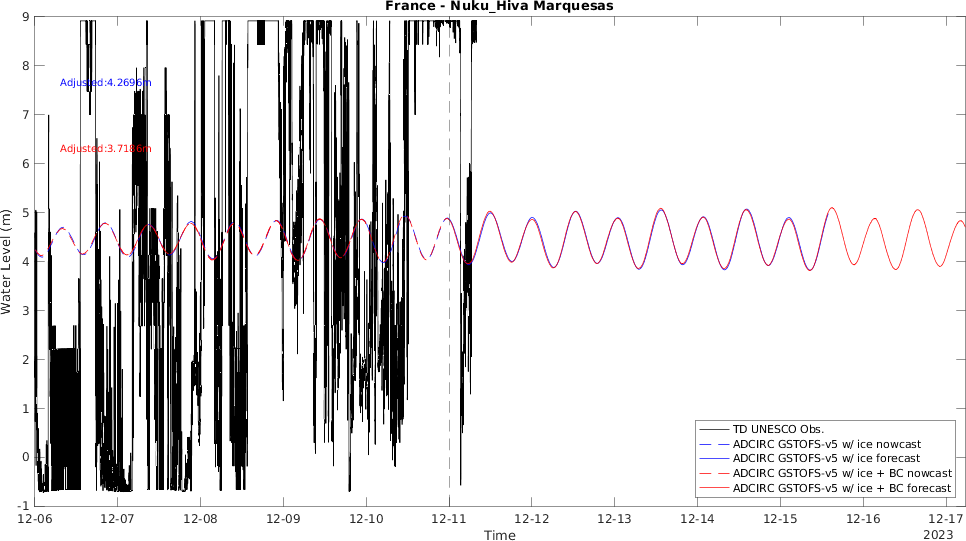 France - Nuku_Hiva Marquesas
9
8
Adjusted:4.2696m
7
Adjusted:3.7186m
6
5
4
3
2
1
0
-1
Water Level (m)
TD UNESCO Obs.
ADCIRC GSTOFS-v5 w/ ice nowcast
ADCIRC GSTOFS-v5 w/ ice forecast
ADCIRC GSTOFS-v5 w/ ice + BC nowcast
ADCIRC GSTOFS-v5 w/ ice + BC forecast
12-06 12-07 12-08 12-09 12-10 12-11 12-12 12-13 12-14 12-15 12-16 12-17
2023
Time